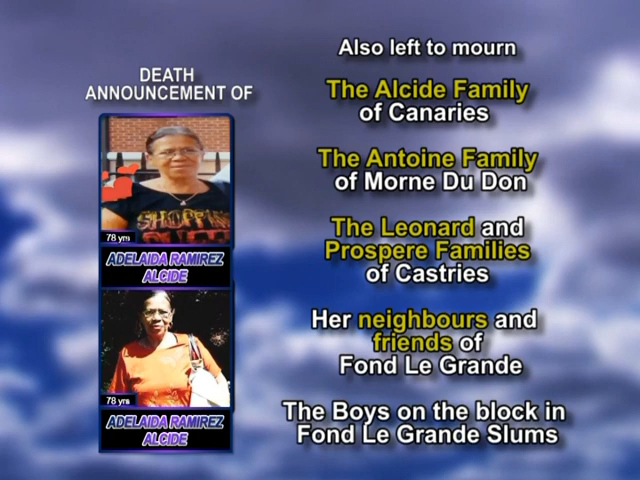 DEATH
ANNOUNCEMENT OF
SHOPPING
QUEEN
78 yrs
ADELAIDA RAMIREZ
ALCIDE
78 yrs
ADELAIDA RAMIREZ
ALCIDE
Also left to mourn
The Alcide Family
of Canaries
The Antoine Family
of Morne Du Don
The Leonard and
Prospere Families
of Castries
Her neighbours and
friends of
Fond Le Grande
The Boys on the block in
Fond Le Grande Slums